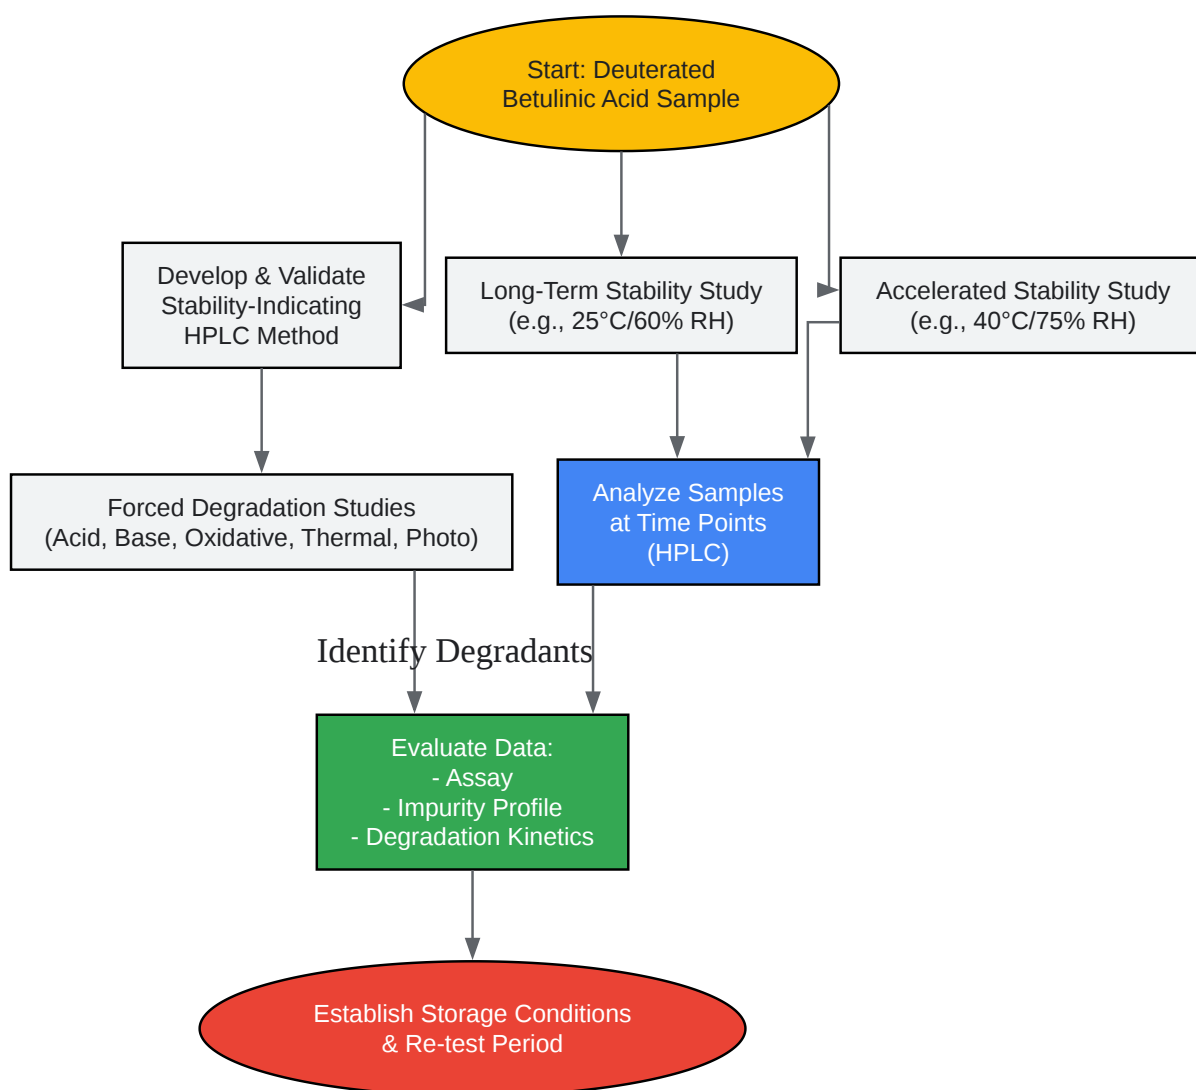 Start: Deuterated
Betulinic Acid Sample
Develop & Validate
Stability-Indicating
HPLC Method
Long-Term Stability Study
(e.g., 25°C/60% RH)
Accelerated Stability Study
(e.g., 40°C/75% RH)
Forced Degradation Studies
(Acid, Base, Oxidative, Thermal, Photo)
Analyze Samples
at Time Points
(HPLC)
Identify Degradants
Evaluate Data:
- Assay
- Impurity Profile
- Degradation Kinetics
Establish Storage Conditions
& Re-test Period